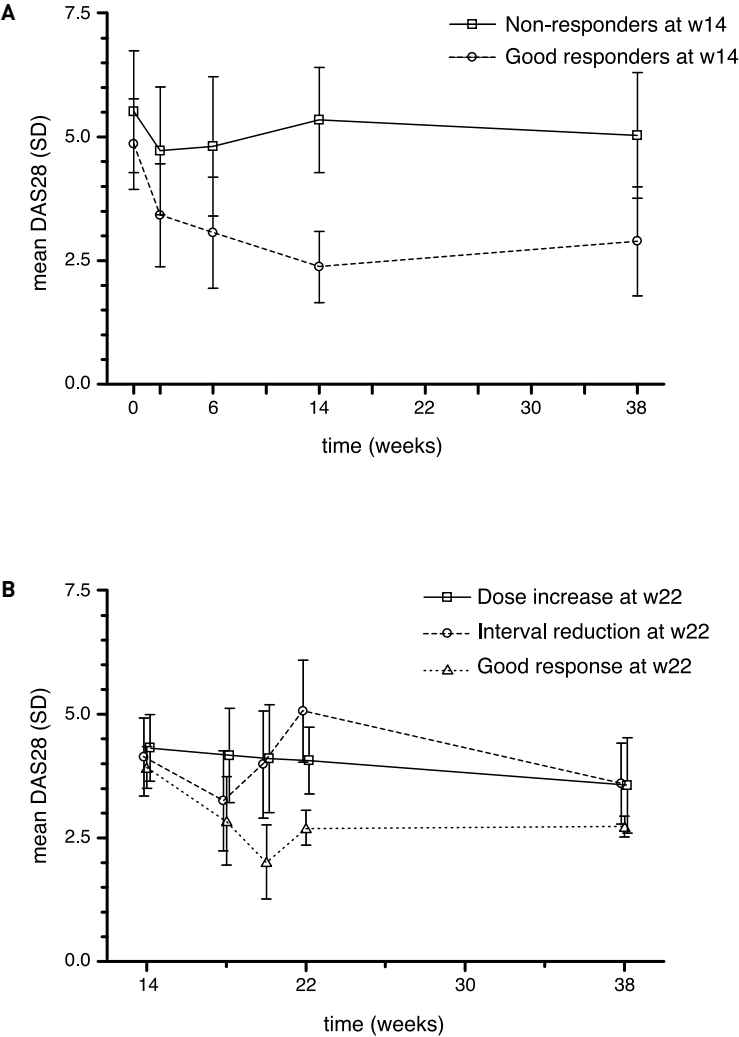 A
7.5
5.0
2.5
0.0
mean DAS28 (SD)
Non-responders at w14
Good responders at w14
0 6 14 22 30 38
time (weeks)
B
7.5
5.0
2.5
0.0
mean DAS28 (SD)
Dose increase at w22
Interval reduction at w22
Good response at w22
14 22 30 38
time (weeks)